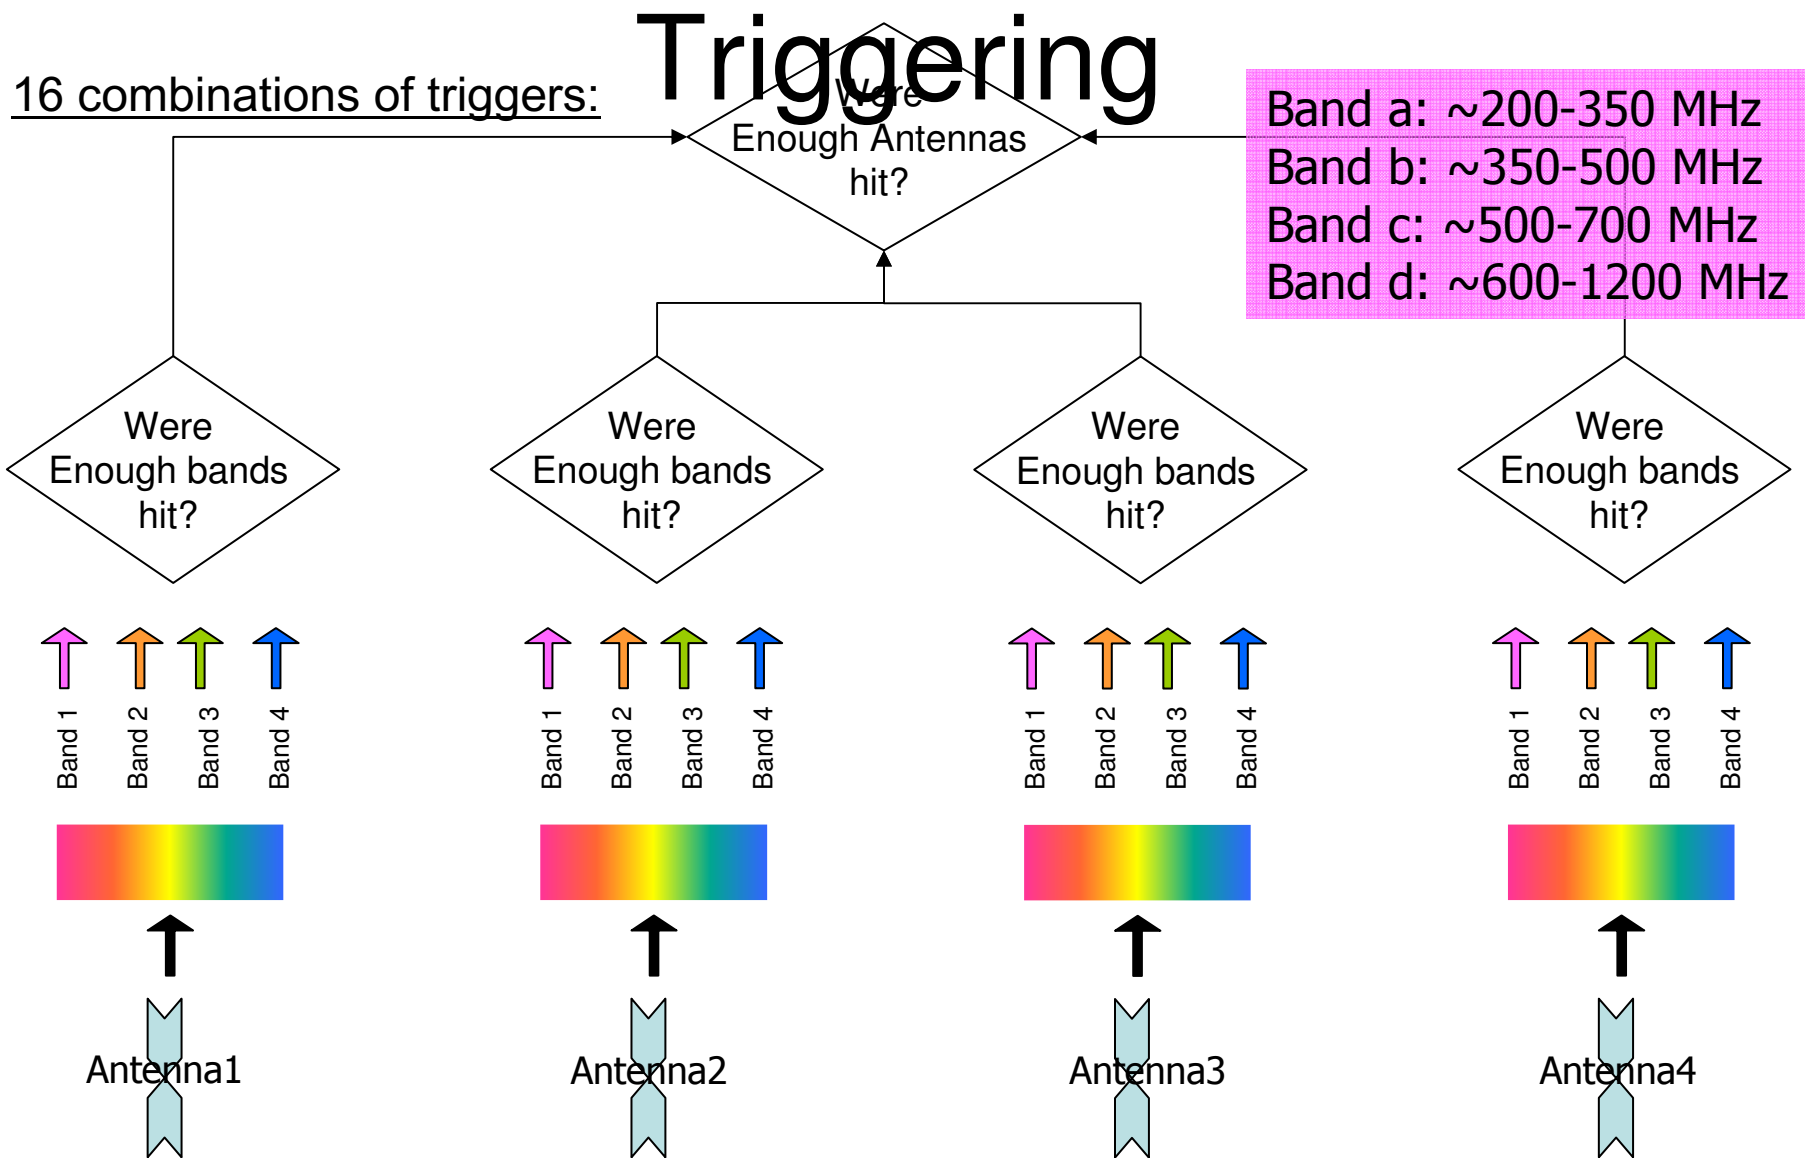 Triggering
16 combinations of triggers:
Were
Enough Antennas
hit?
Band a: ~200-350 MHz
Band b: ~350-500 MHz
Band c: ~500-700 MHz
Band d: ~600-1200 MHz
Were
Enough bands
hit?
Were
Enough bands
hit?
Were
Enough bands
hit?
Were
Enough bands
hit?
Band 1
Band 2
Band 3
Band 4
Band 1
Band 2
Band 3
Band 4
Band 1
Band 2
Band 3
Band 4
Band 1
Band 2
Band 3
Band 4
Antenna1
Antenna2
Antenna3
Antenna4